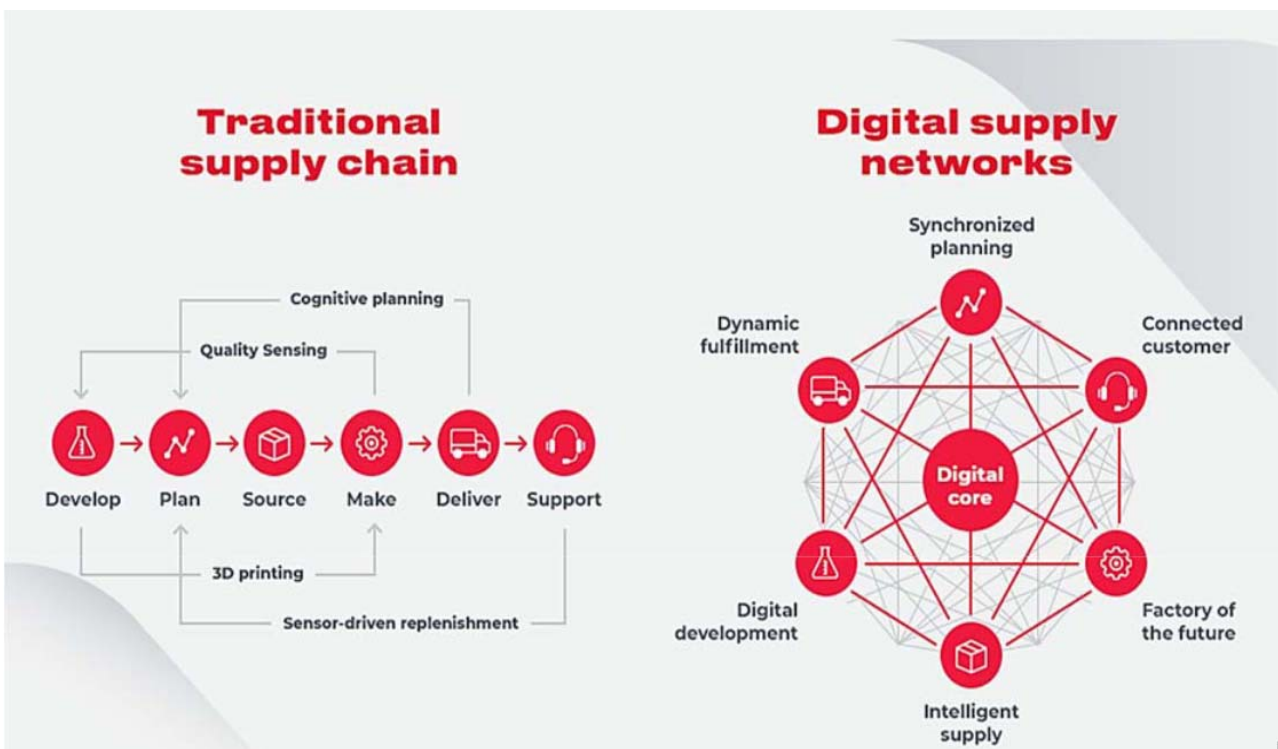 Traditional
supply chain
Cognitive planning
Quality Sensing
Develop
Plan
Source
Make
Deliver
Support
3D printing
Sensor-driven replenishment
Digital supply
networks
Synchronized
planning
Dynamic
fulfillment
Connected
customer
Digital
core
Digital
development
Factory of
the future
Intelligent
supply